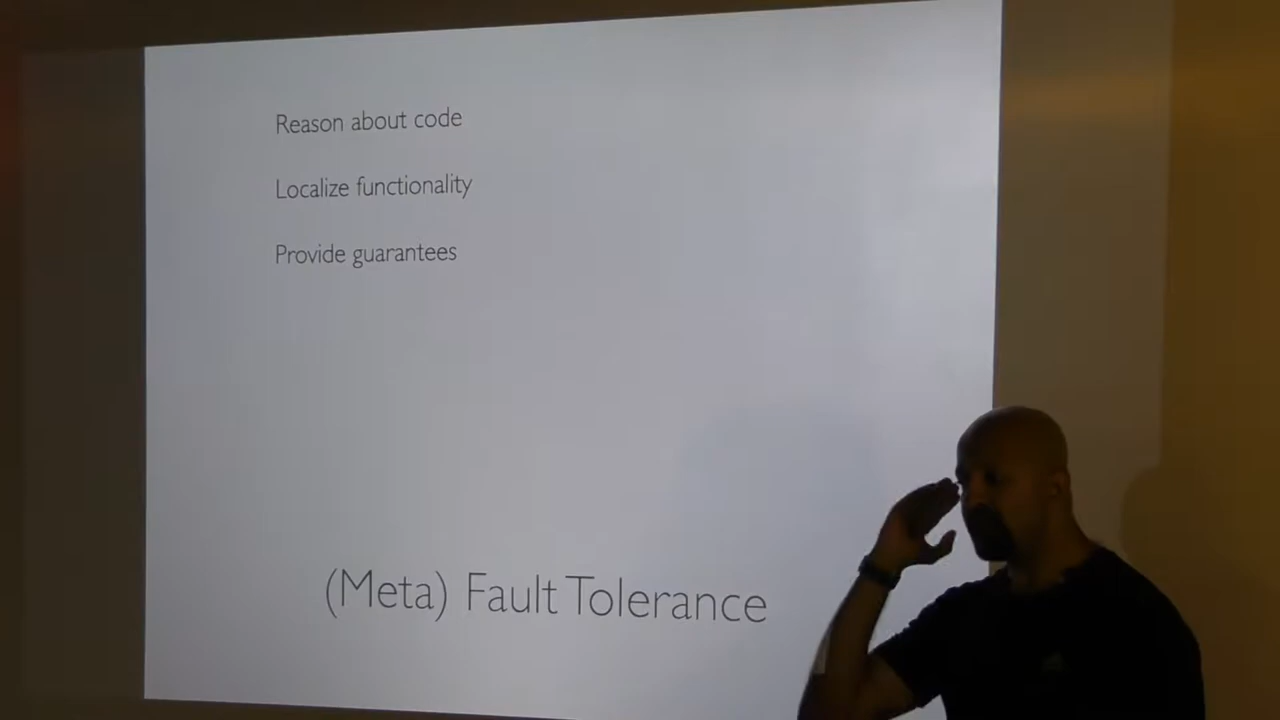 Reason about code
Localize functionality
Provide guarantees
(Meta) Fault Tolerance